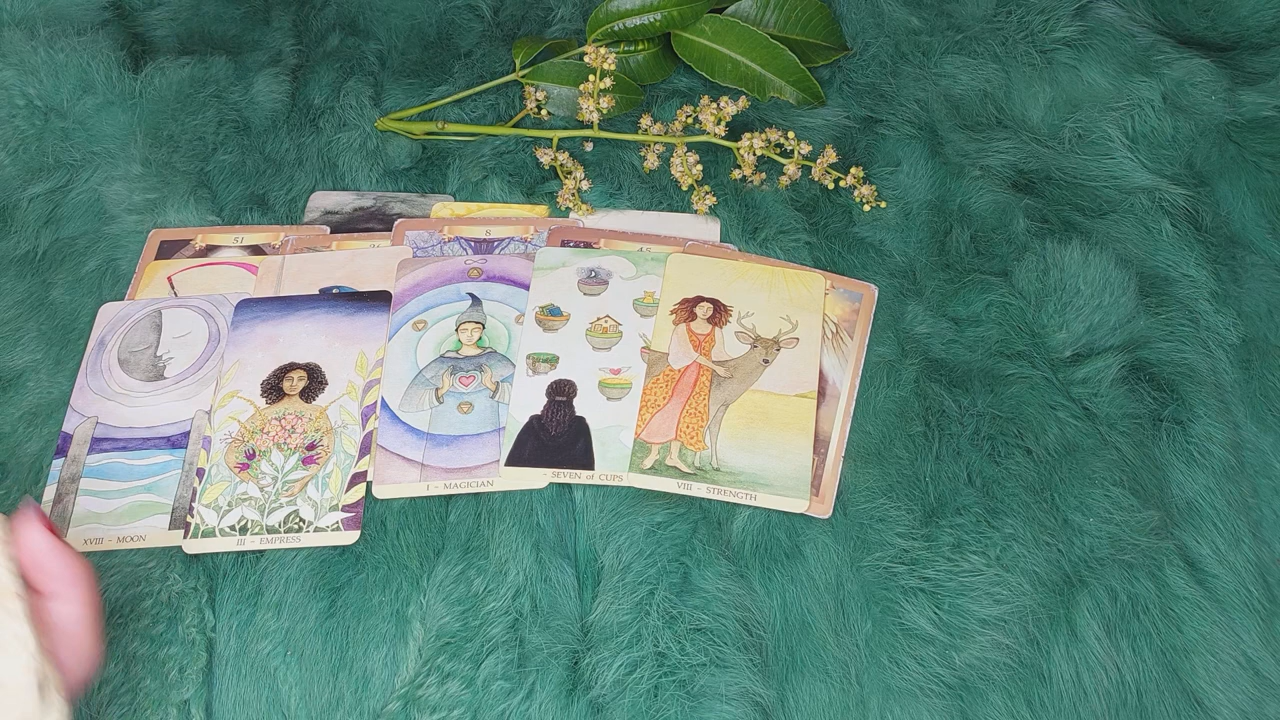 51
8
45
XVIII - MOON
III - EMPRESS
I - MAGICIAN
- SEVEN of CUPS
VIII - STRENGTH